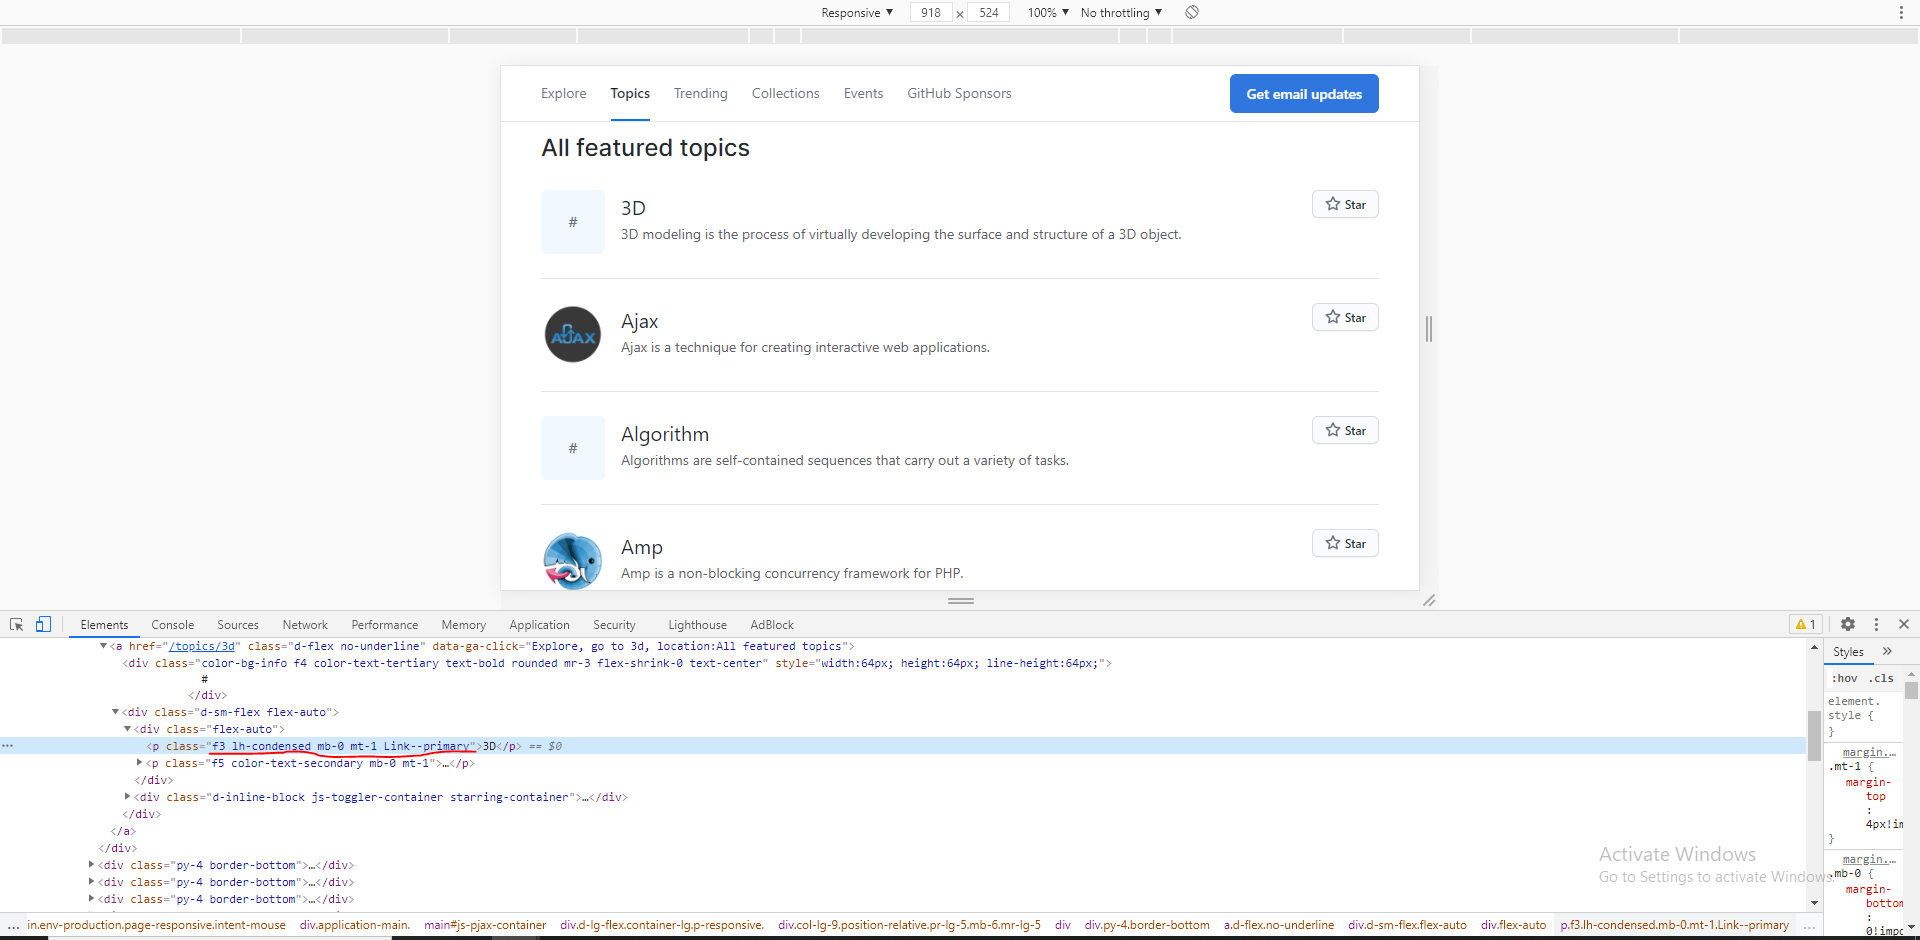 Responsive ▼ 918 × 524 100% ▼ No throttling ▼
Explore Topics Trending Collections Events GitHub Sponsors Get email updates
All featured topics
#
3D
Star
3D modeling is the process of virtually developing the surface and structure of a 3D object.
AJAX
Ajax
Star
Ajax is a technique for creating interactive web applications.
#
Algorithm
Star
Algorithms are self-contained sequences that carry out a variety of tasks.
Amp
Star
Amp is a non-blocking concurrency framework for PHP.
Elements Console Sources Network Performance Memory Application Security Lighthouse AdBlock 1
▼<a href="/topics/3d" class="d-flex no-underline" data-ga-click="Explore, go to 3d, location:All featured topics">
<div class="color-bg-info f4 color-text-tertiary text-bold rounded mr-3 flex-shrink-0 text-center" style="width:64px; height:64px; line-height:64px;">
#
</div>
▼<div class="d-sm-flex flex-auto">
▼<div class="flex-auto">
<p class="f3 lh-condensed mb-0 mt-1 Link--primary">3D</p> == $0
▶<p class="f5 color-text-secondary mb-0 mt-1">…</p>
</div>
▶<div class="d-inline-block js-toggler-container starring-container">…</div>
</div>
</a>
</div>
▶<div class="py-4 border-bottom">…</div>
▶<div class="py-4 border-bottom">…</div>
▶<div class="py-4 border-bottom">…</div>
... in.env-production.page-responsive.intent-mouse div.application-main. main#js-pjax-container div.d-lg-flex.container-lg.p-responsive. div.col-lg-9.position-relative.pr-lg-5.mb-6.mr-lg-5 div div.py-4.border-bottom a.d-flex.no-underline div.d-sm-flex.flex-auto div.flex-auto p.f3.lh-condensed.mb-0.mt-1.Link--primary ...
Styles »
:hov .cls
element.
style {
}
margin.…
.mt-1 {
margin-
top
:
4px!im
}
margin.…
.mb-0 {
margin-
bottom
:
0!impo
Activate Windows
Go to Settings to activate Windows.